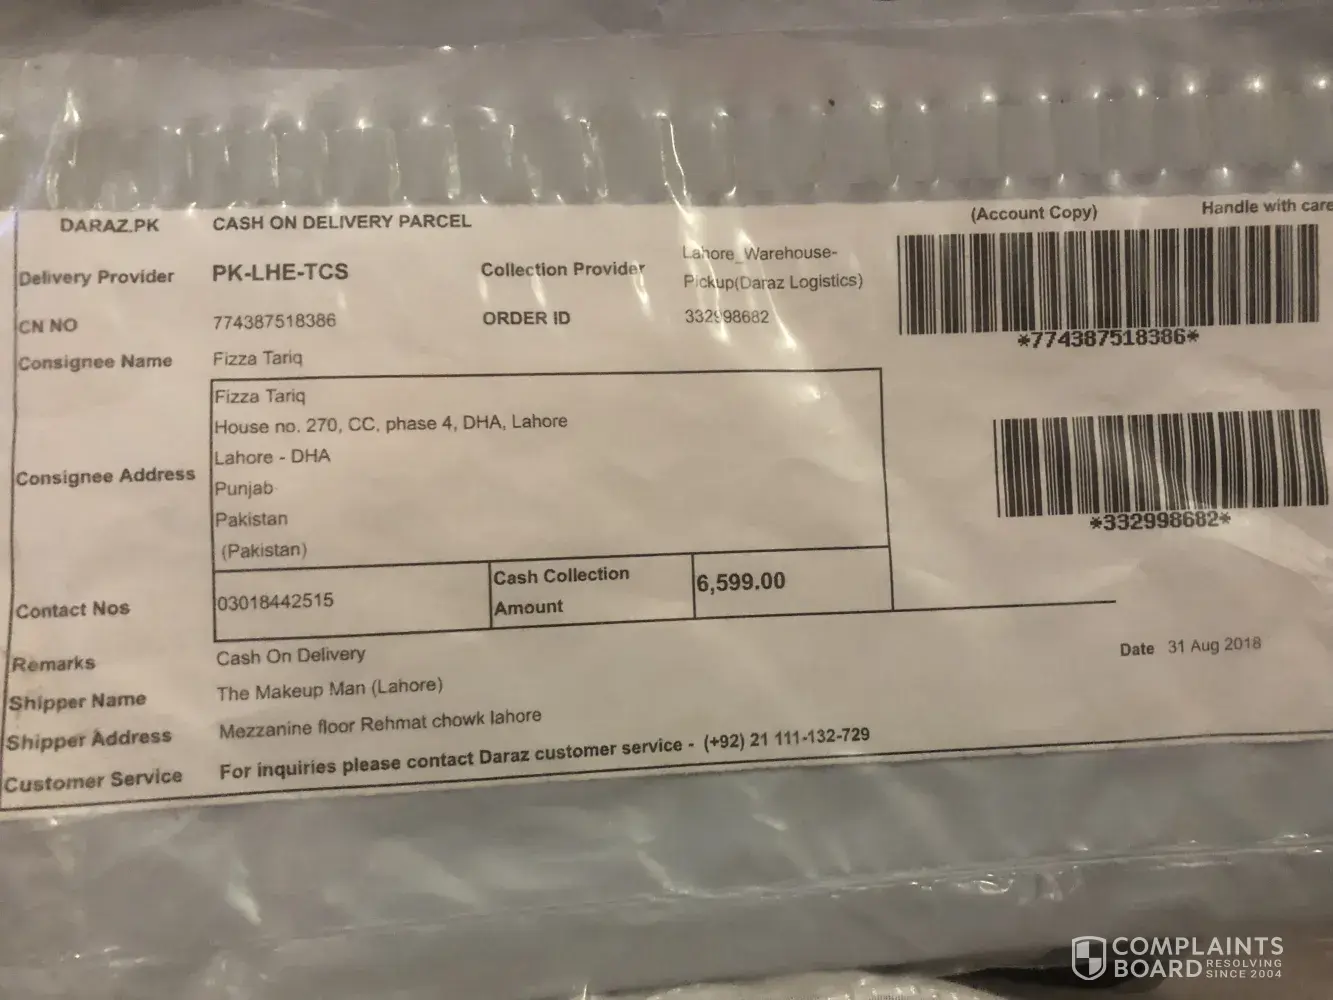 DARAZ.PK CASH ON DELIVERY PARCEL (Account Copy) Handle with care
Delivery Provider PK-LHE-TCS Collection Provider Lahore_Warehouse-
Pickup(Daraz Logistics)
CN NO 774387518386 ORDER ID 332998682
*774387518386*
Consignee Name Fizza Tariq
Consignee Address
Fizza Tariq
House no. 270, CC, phase 4, DHA, Lahore
Lahore - DHA
Punjab
Pakistan
(Pakistan)
*332998682*
Contact Nos 03018442515 Cash Collection
Amount 6,599.00
Remarks Cash On Delivery Date 31 Aug 2018
Shipper Name The Makeup Man (Lahore)
Shipper Address Mezzanine floor Rehmat chowk lahore
Customer Service For inquiries please contact Daraz customer service - (+92) 21 111-132-729
COMPLAINTS
BOARD RESOLVING
SINCE 2004